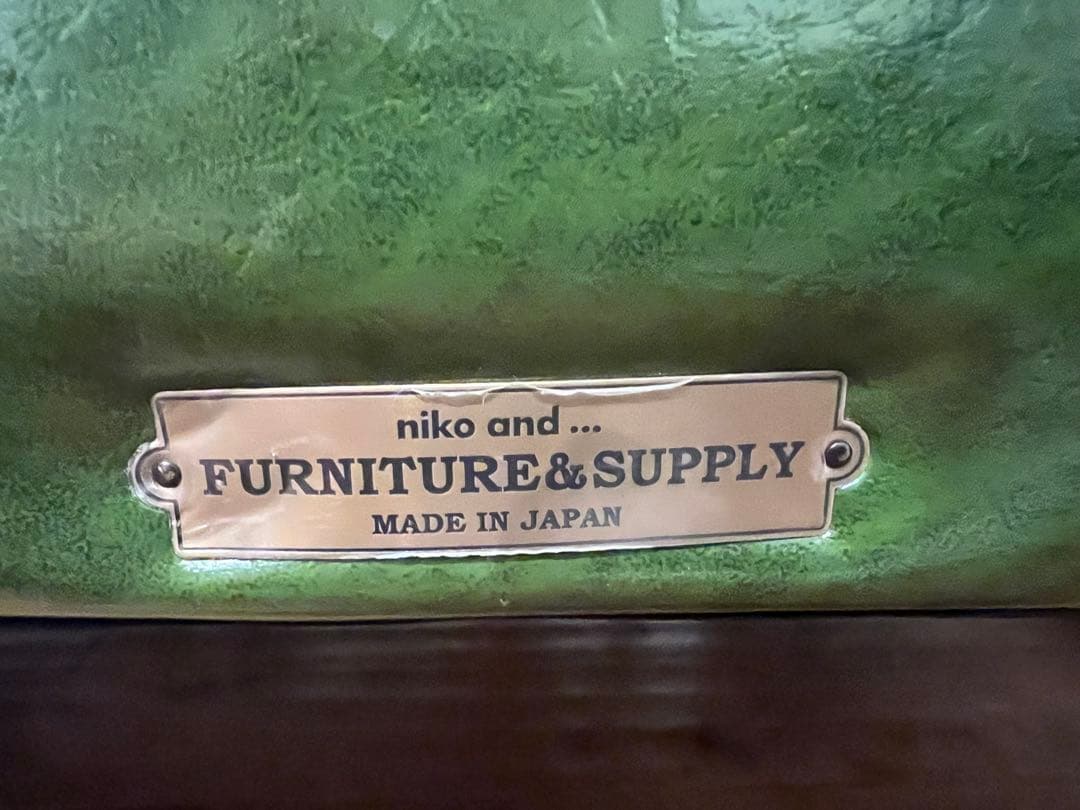 niko and ...
FURNITURE&SUPPLY
MADE IN JAPAN